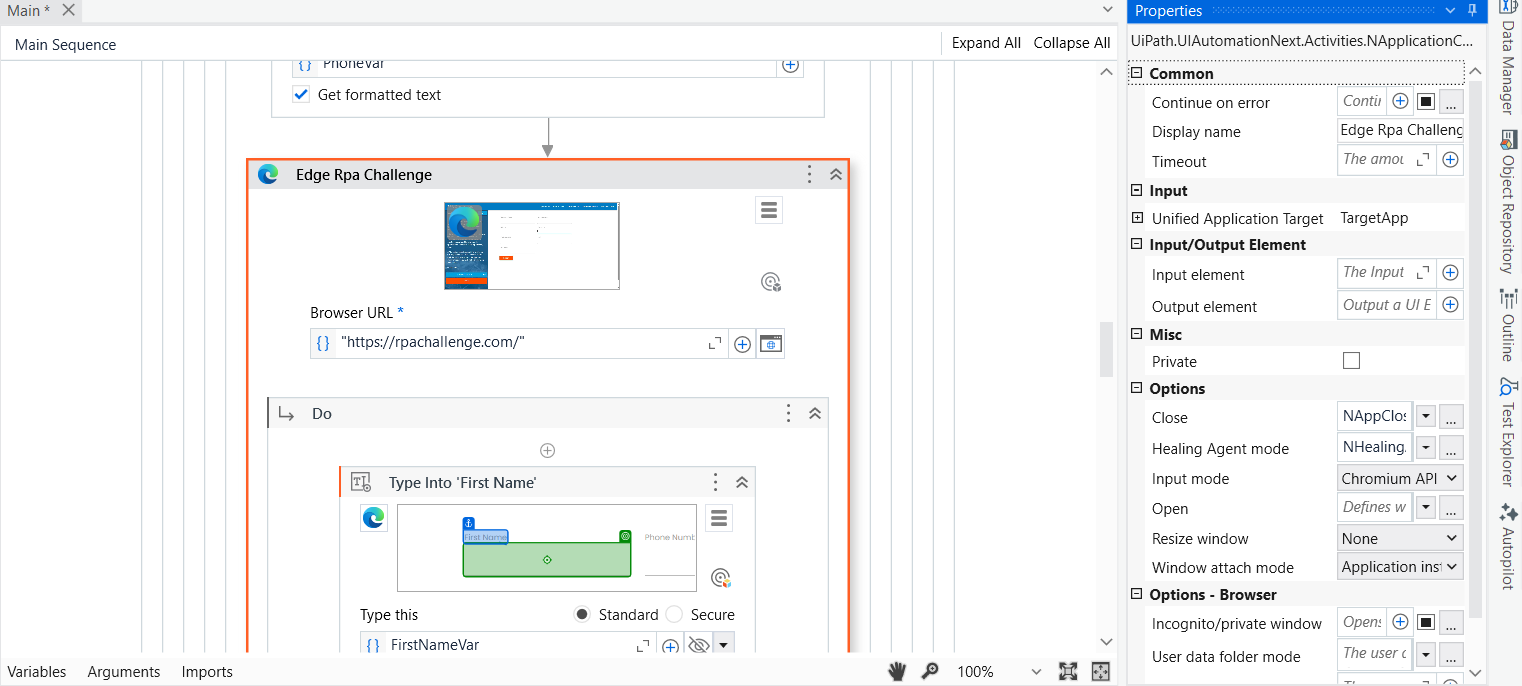 Main *
Main Sequence
Expand All
Collapse All
PhoneVar
Get formatted text
Edge Rpa Challenge
Browser URL *
{} "https://rpachallenge.com/"
Do
Type Into 'First Name'
First Name
Phone Numb
Type this
Standard
Secure
{} FirstNameVar
Variables
Arguments
Imports
100%
Properties
UiPath.UIAutomationNext.Activities.NApplicationC...
Common
Continue on error
Contin
...
Display name
Edge Rpa Challeng
Timeout
The amou
Input
Unified Application Target
TargetApp
Input/Output Element
Input element
The Input
Output element
Output a UI E
Misc
Private
Options
Close
NAppClos
...
Healing Agent mode
NHealing.
...
Input mode
Chromium API
Open
Defines w
...
Resize window
None
Window attach mode
Application inst
Options - Browser
Incognito/private window
Opens
...
User data folder mode
The user d
...
Data Manager
Object Repository
Outline
Test Explorer
Autopilot